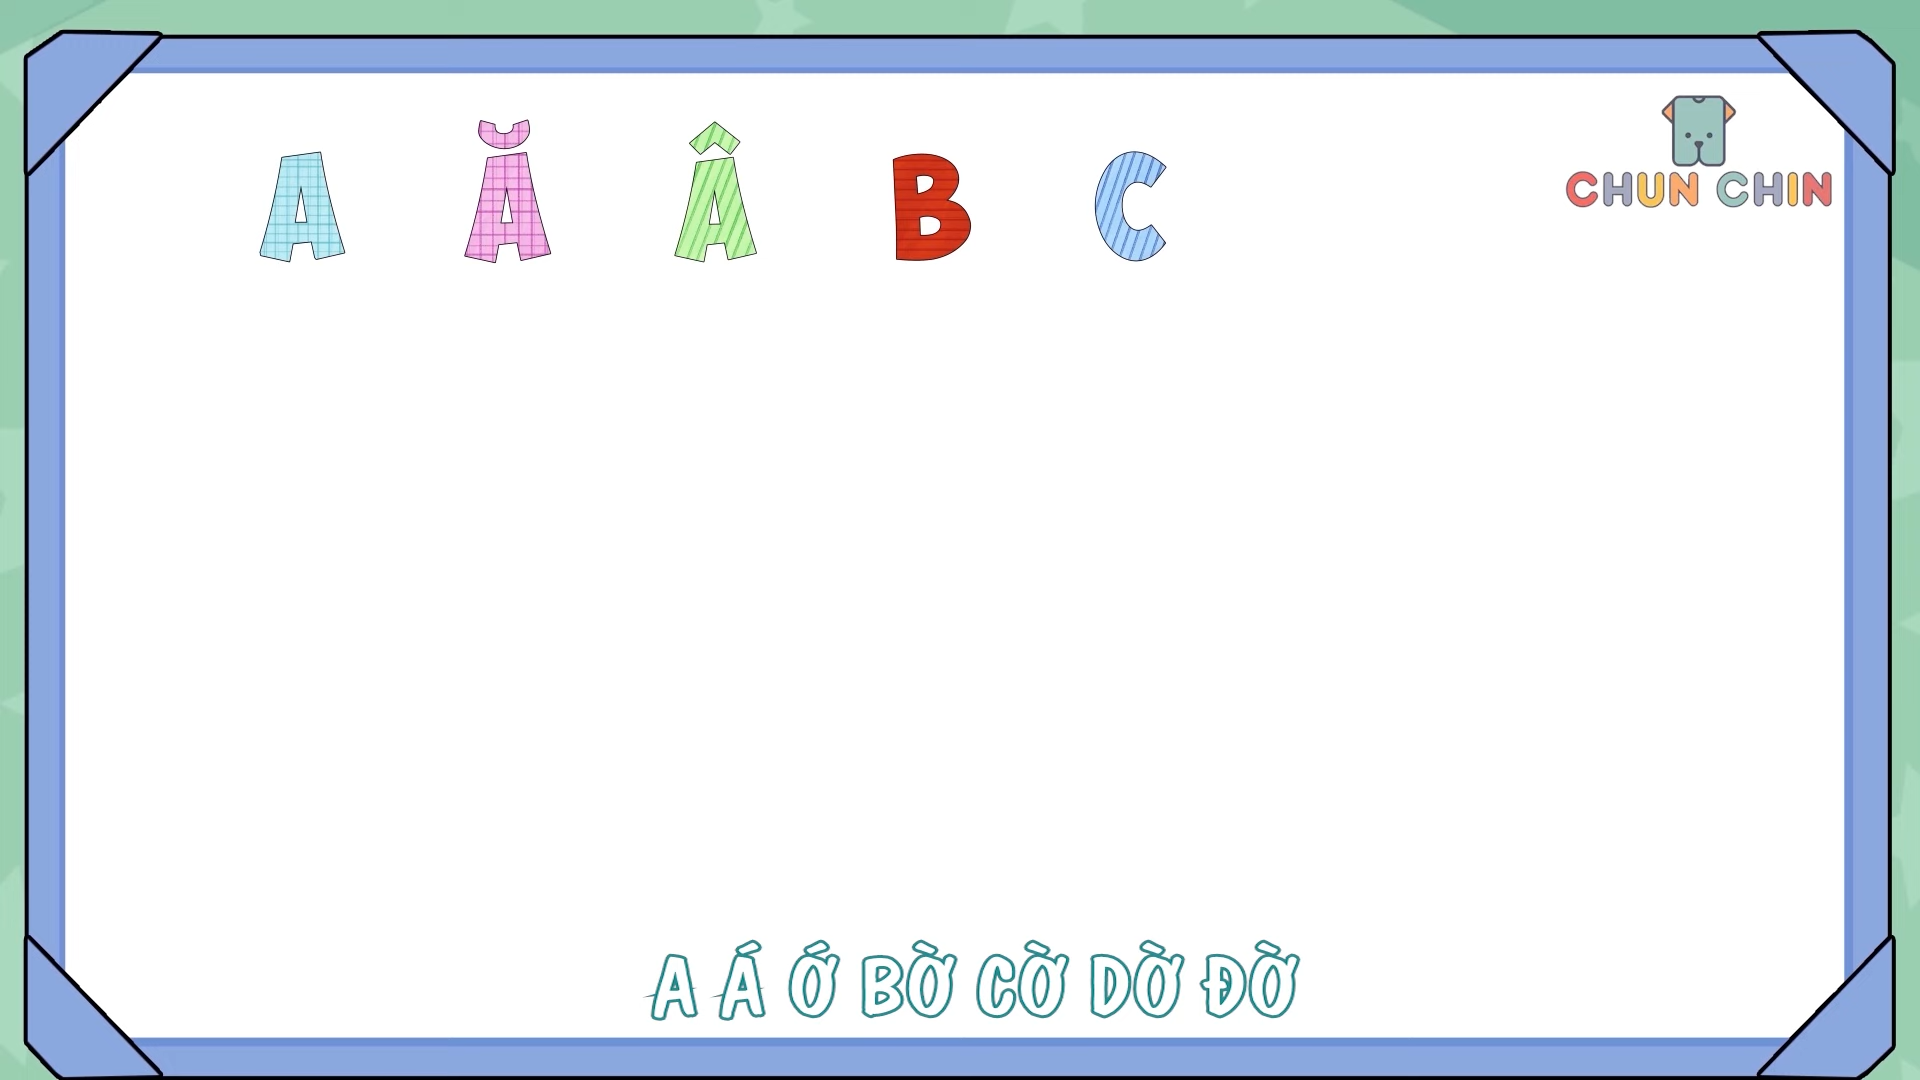 A Ă Â B C
CHUN CHIN
A Á Ớ BỜ CỜ DỜ ĐỜ